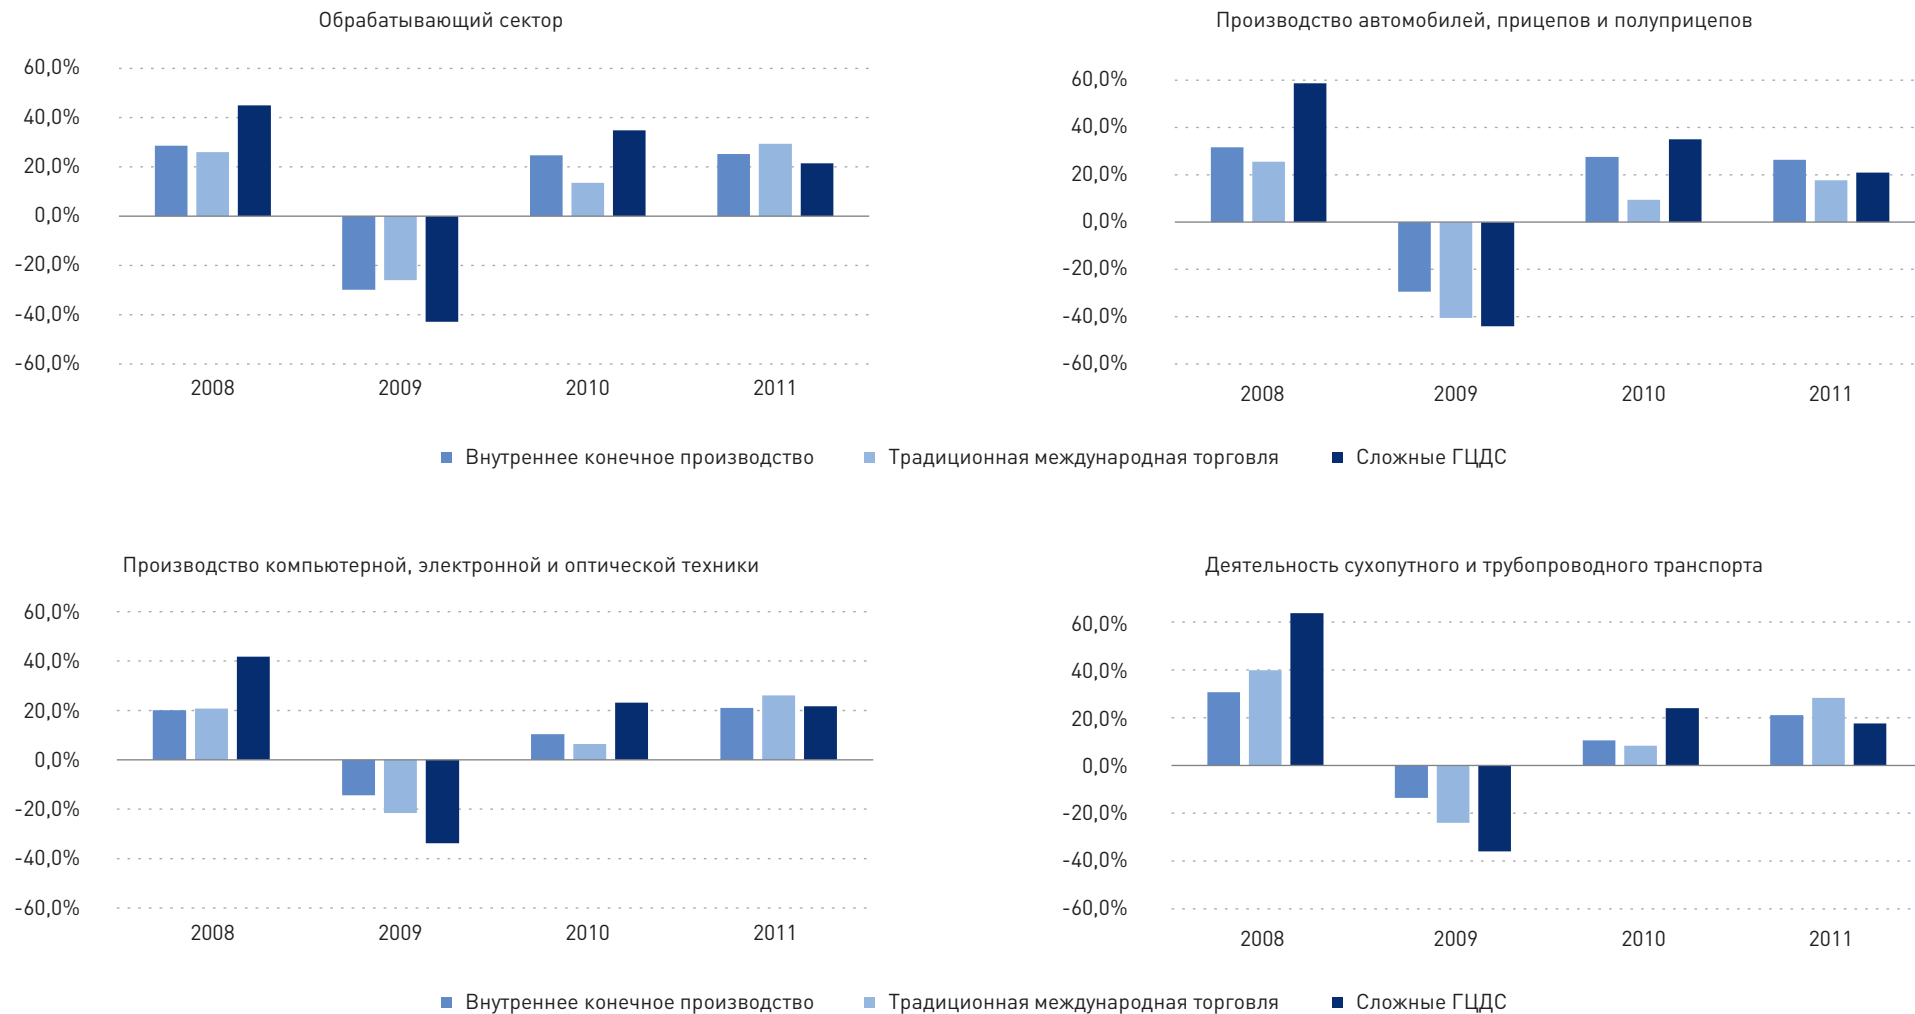 Обрабатывающий сектор
60,0%
40,0%
20,0%
0,0%
-20,0%
-40,0%
-60,0%
2008 2009 2010 2011
Производство автомобилей, прицепов и полуприцепов
60,0%
40,0%
20,0%
0,0%
-20,0%
-40,0%
-60,0%
2008 2009 2010 2011
Внутреннее конечное производство Традиционная международная торговля Сложные ГЦДС
Производство компьютерной, электронной и оптической техники
60,0%
40,0%
20,0%
0,0%
-20,0%
-40,0%
-60,0%
2008 2009 2010 2011
Деятельность сухопутного и трубопроводного транспорта
60,0%
40,0%
20,0%
0,0%
-20,0%
-40,0%
-60,0%
2008 2009 2010 2011
Внутреннее конечное производство Традиционная международная торговля Сложные ГЦДС